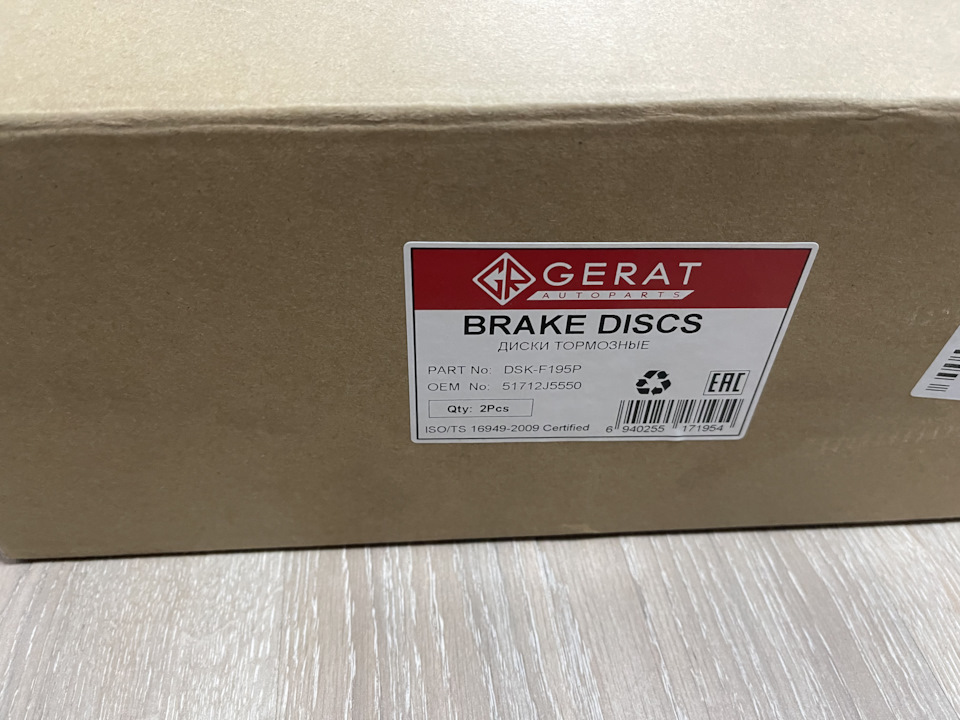 GERAT
AUTOPARTS
BRAKE DISCS
ДИСКИ ТОРМОЗНЫЕ
PART No: DSK-F195P
OEM No: 51712J5550
Qty: 2Pcs
EAC
ISO/TS 16949-2009 Certified
6 940255 171954